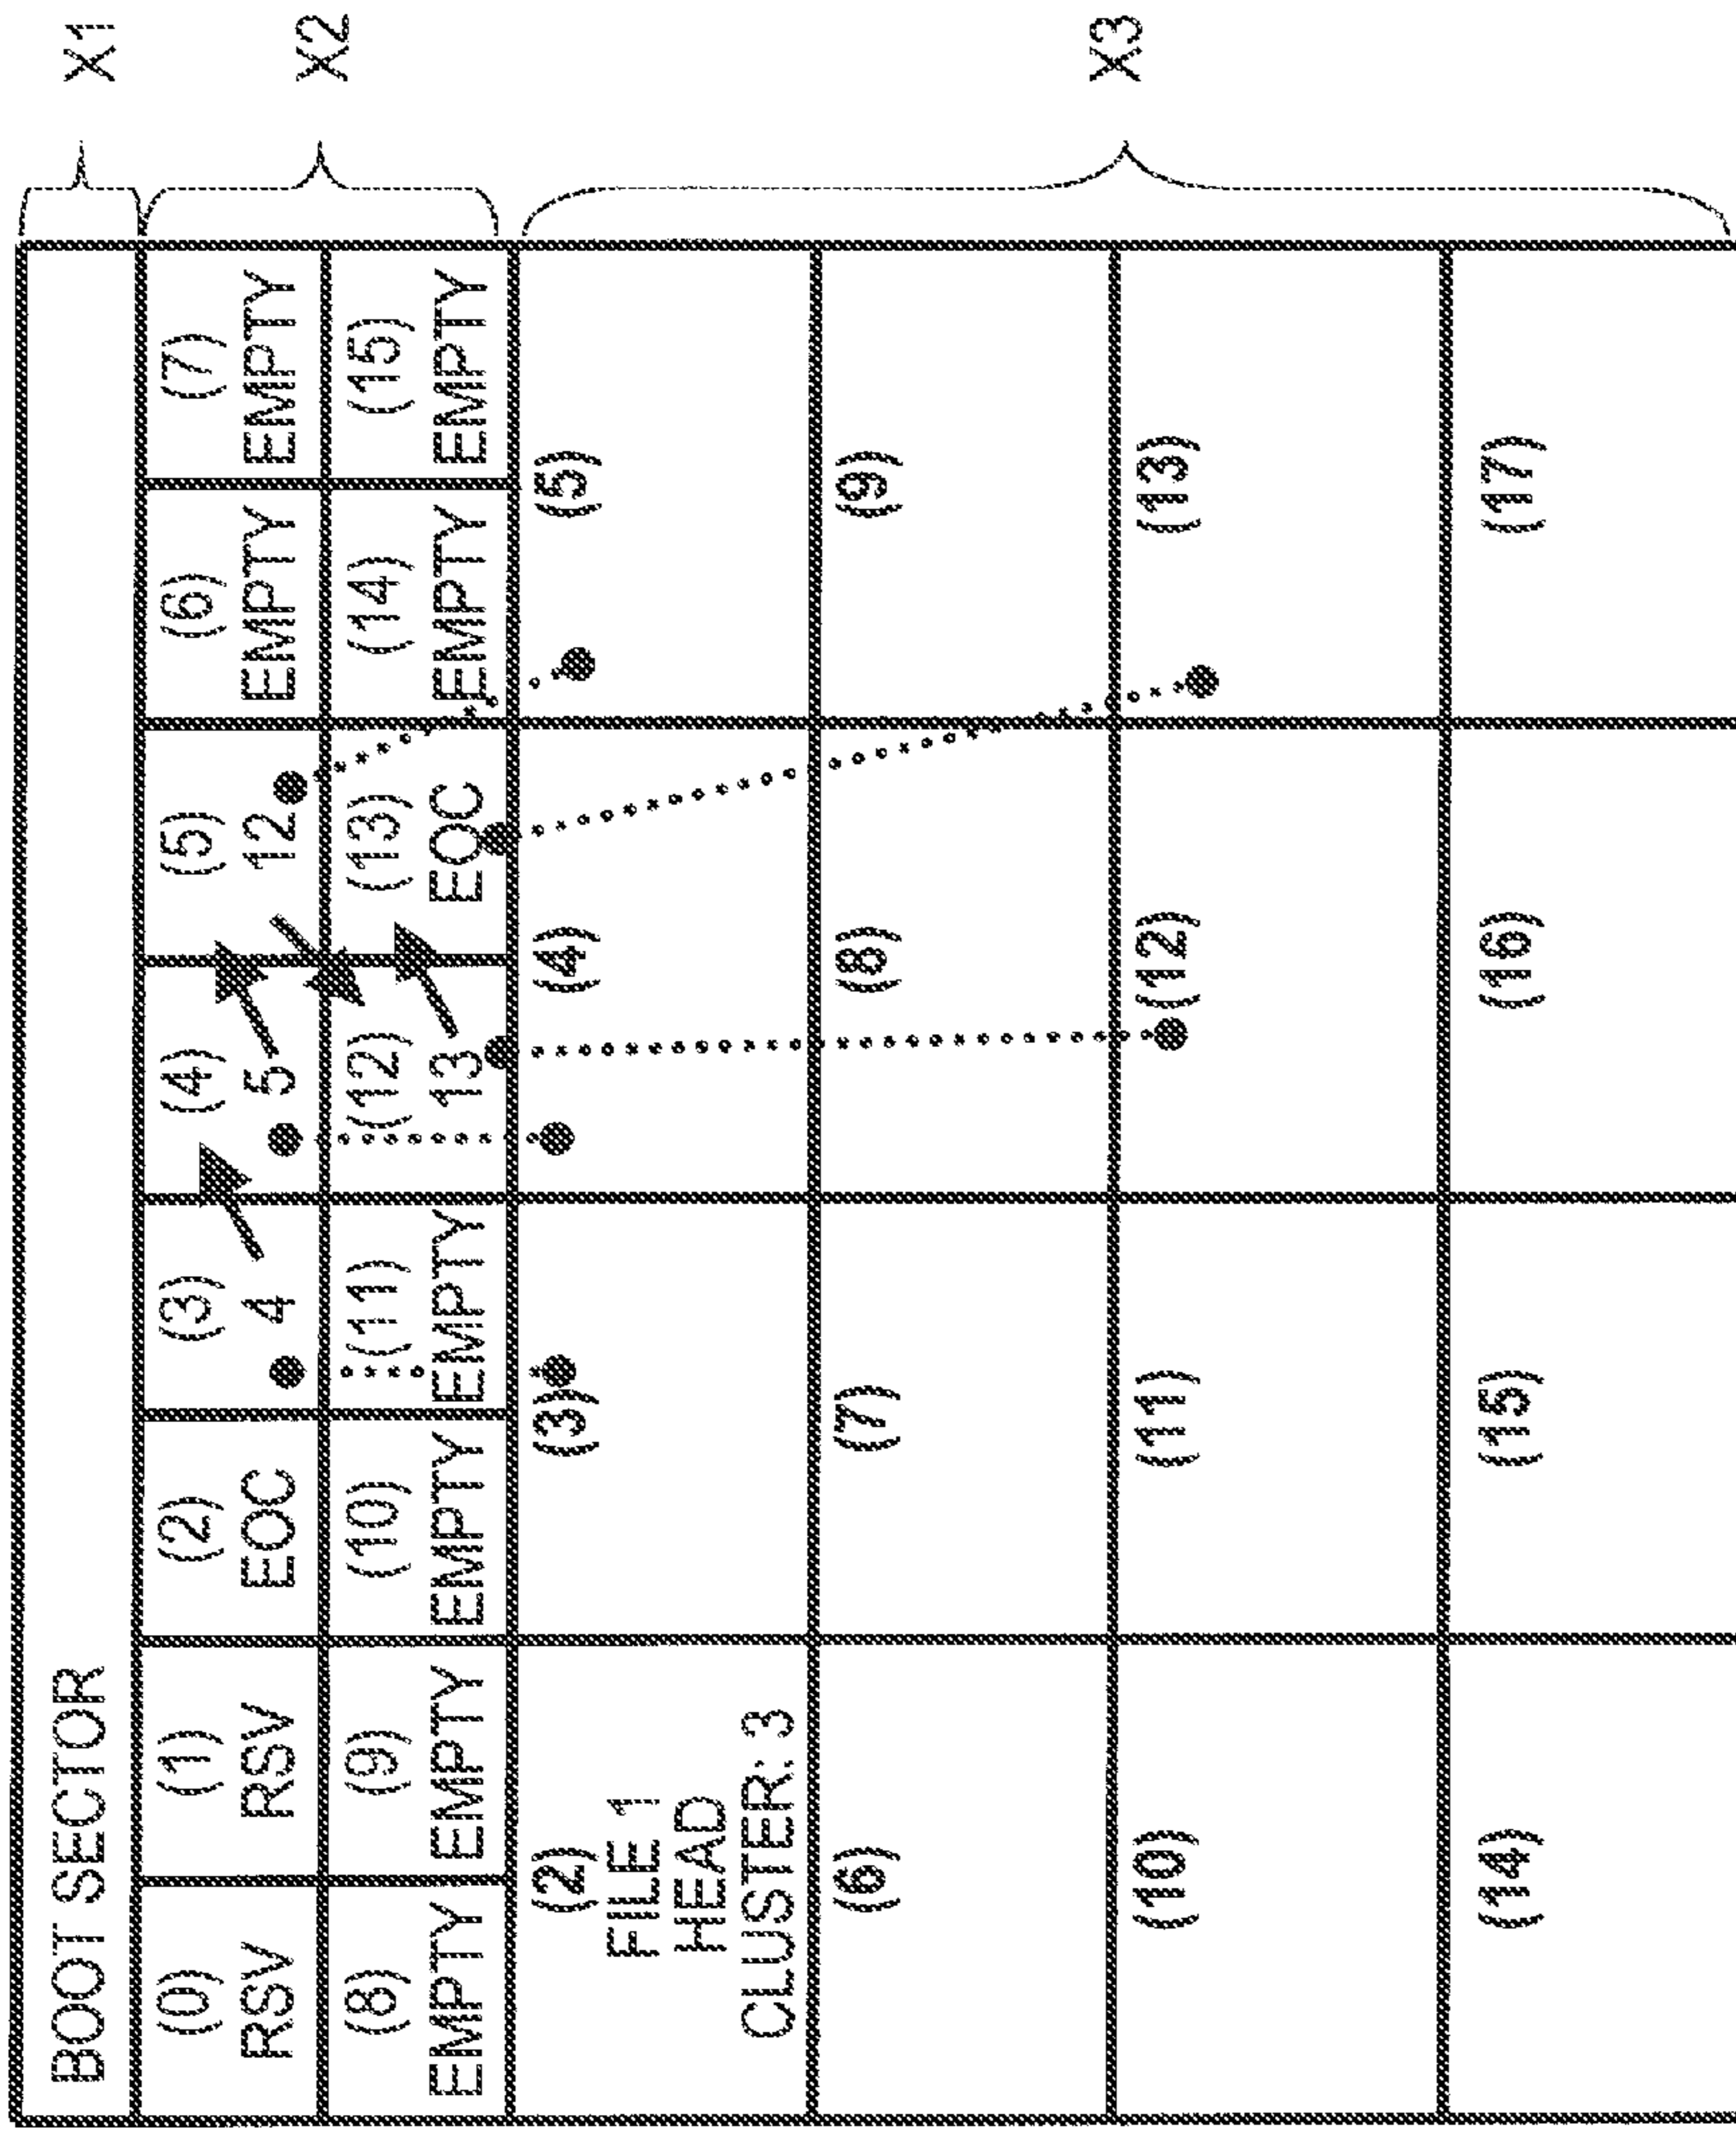 BOOT SECTOR
X1
(0) (1) (2) (3) (4) (5) (6) (7)
RSV RSV EOC 4 5 12 EMPTY EMPTY
X2
(8) (9) (10) (11) (12) (13) (14) (15)
EMPTY EMPTY EMPTY EMPTY 13 EOC EMPTY EMPTY
(2) (3) (4) (5)
FILE 1
HEAD
CLUSTER: 3
(6) (7) (8) (9)
X3
(10) (11) (12) (13)
(14) (15) (16) (17)